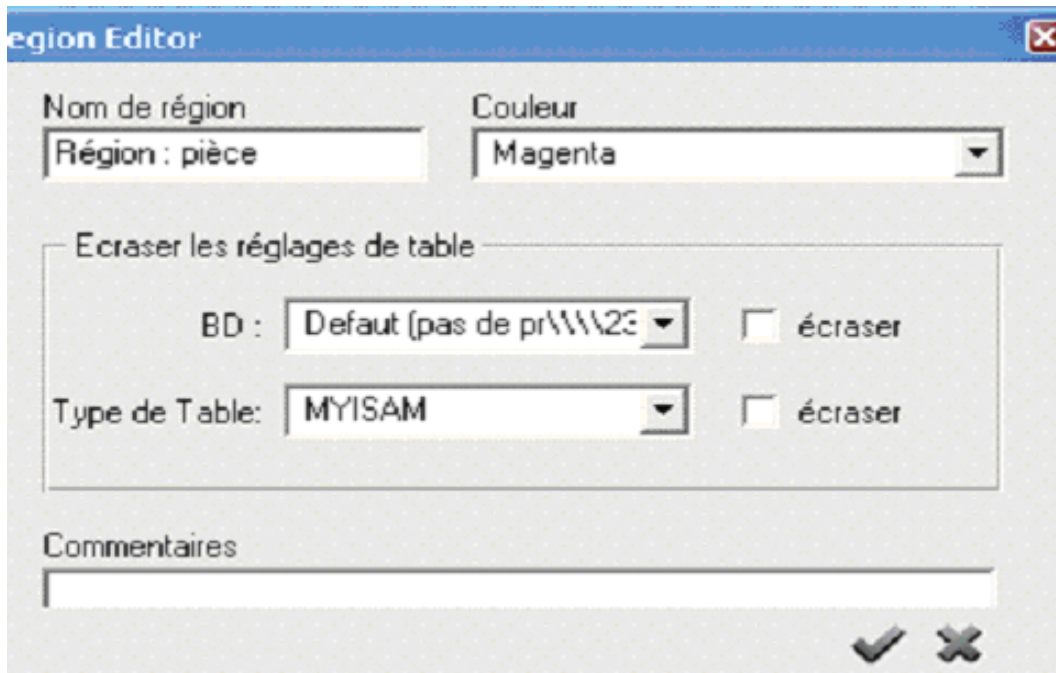 egion Editor
Nom de région
Couleur
Région : pièce
Magenta
Ecraser les réglages de table
BD :
Defaut (pas de pr\\\\23
écraser
Type de Table:
MYISAM
écraser
Commentaires